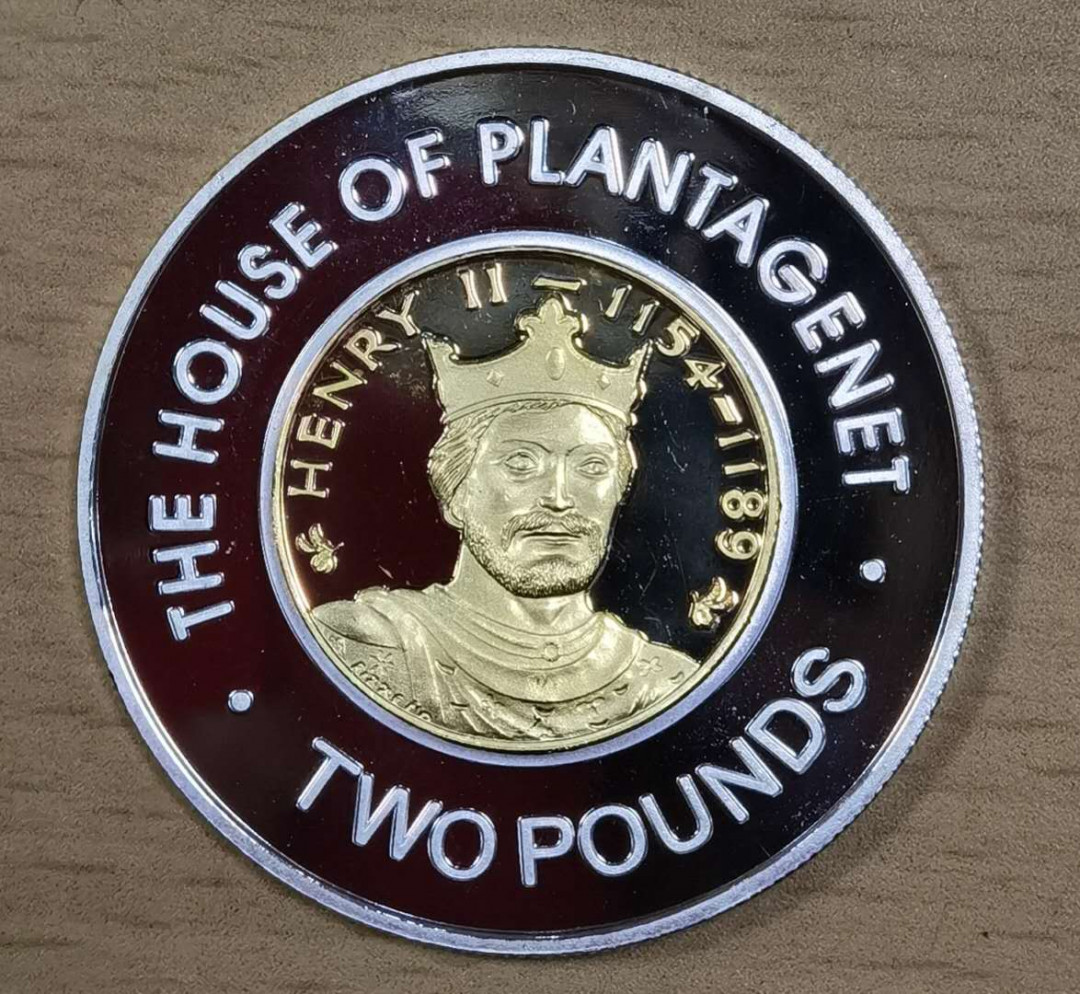 THE HOUSE OF PLANTAGENET
HENRY II – 1154–1189
TWO POUNDS